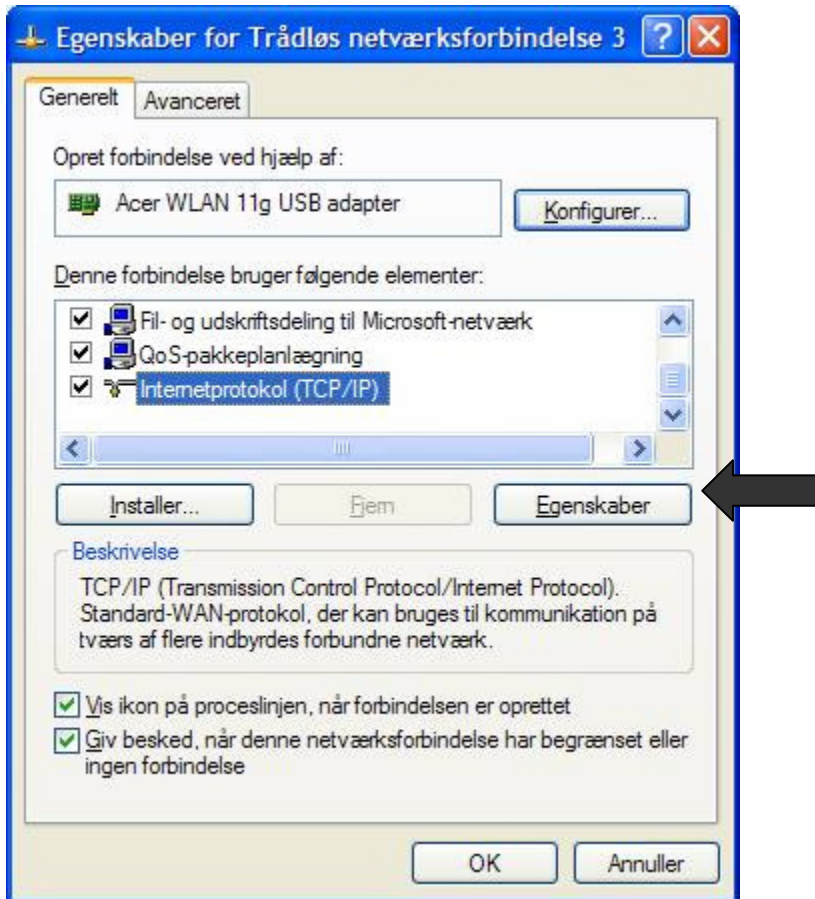 Egenskaber for Trådløs netværksforbindelse 3
Generelt Avanceret
Opret forbindelse ved hjælp af:
Acer WLAN 11g USB adapter Konfigurer...
Denne forbindelse bruger følgende elementer:
Fil- og udskriftsdeling til Microsoft-netværk
QoS-pakkeplanlægning
Internetprotokol (TCP/IP)
Installer... Fjern Egenskaber
Beskrivelse
TCP/IP (Transmission Control Protocol/Internet Protocol).
Standard-WAN-protokol, der kan bruges til kommunikation på
tværs af flere indbyrdes forbundne netværk.
Vis ikon på proceslinjen, når forbindelsen er oprettet
Giv besked, når denne netværksforbindelse har begrænset eller
ingen forbindelse
OK Annuller